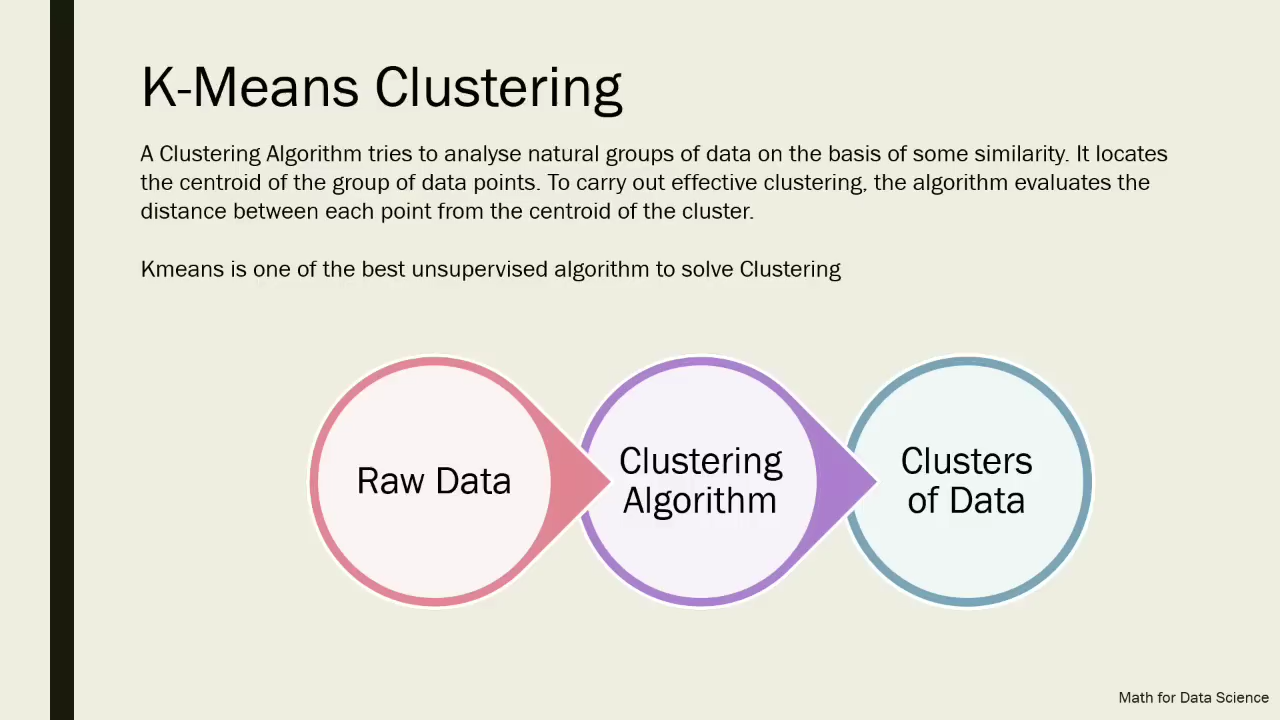 K-Means Clustering
A Clustering Algorithm tries to analyse natural groups of data on the basis of some similarity. It locates
the centroid of the group of data points. To carry out effective clustering, the algorithm evaluates the
distance between each point from the centroid of the cluster.
Kmeans is one of the best unsupervised algorithm to solve Clustering
Raw Data
Clustering
Algorithm
Clusters
of Data
Math for Data Science